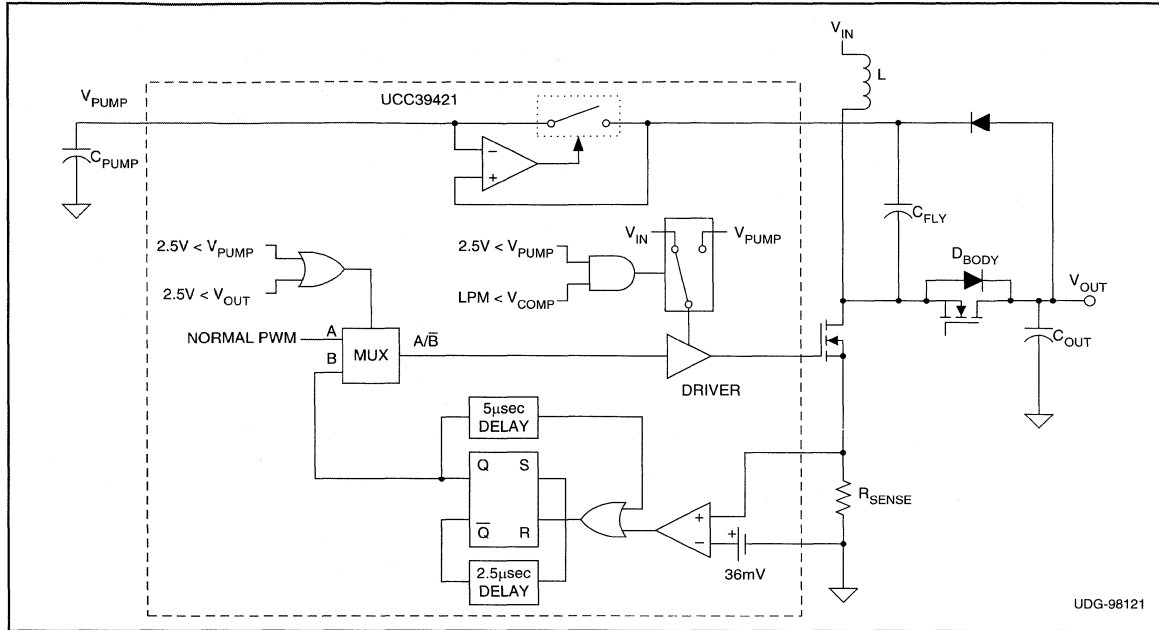 V_IN
L
UCC39421
V_PUMP
C_PUMP
−
+
C_FLY
2.5V < V_PUMP
2.5V < V_OUT
2.5V < V_PUMP
LPM < V_COMP
V_IN
V_PUMP
D_BODY
V_OUT
C_OUT
NORMAL PWM
A
B
MUX
A/B̅
DRIVER
5μsec
DELAY
Q
S
Q̅
R
2.5μsec
DELAY
+
−
+
36mV
R_SENSE
UDG-98121